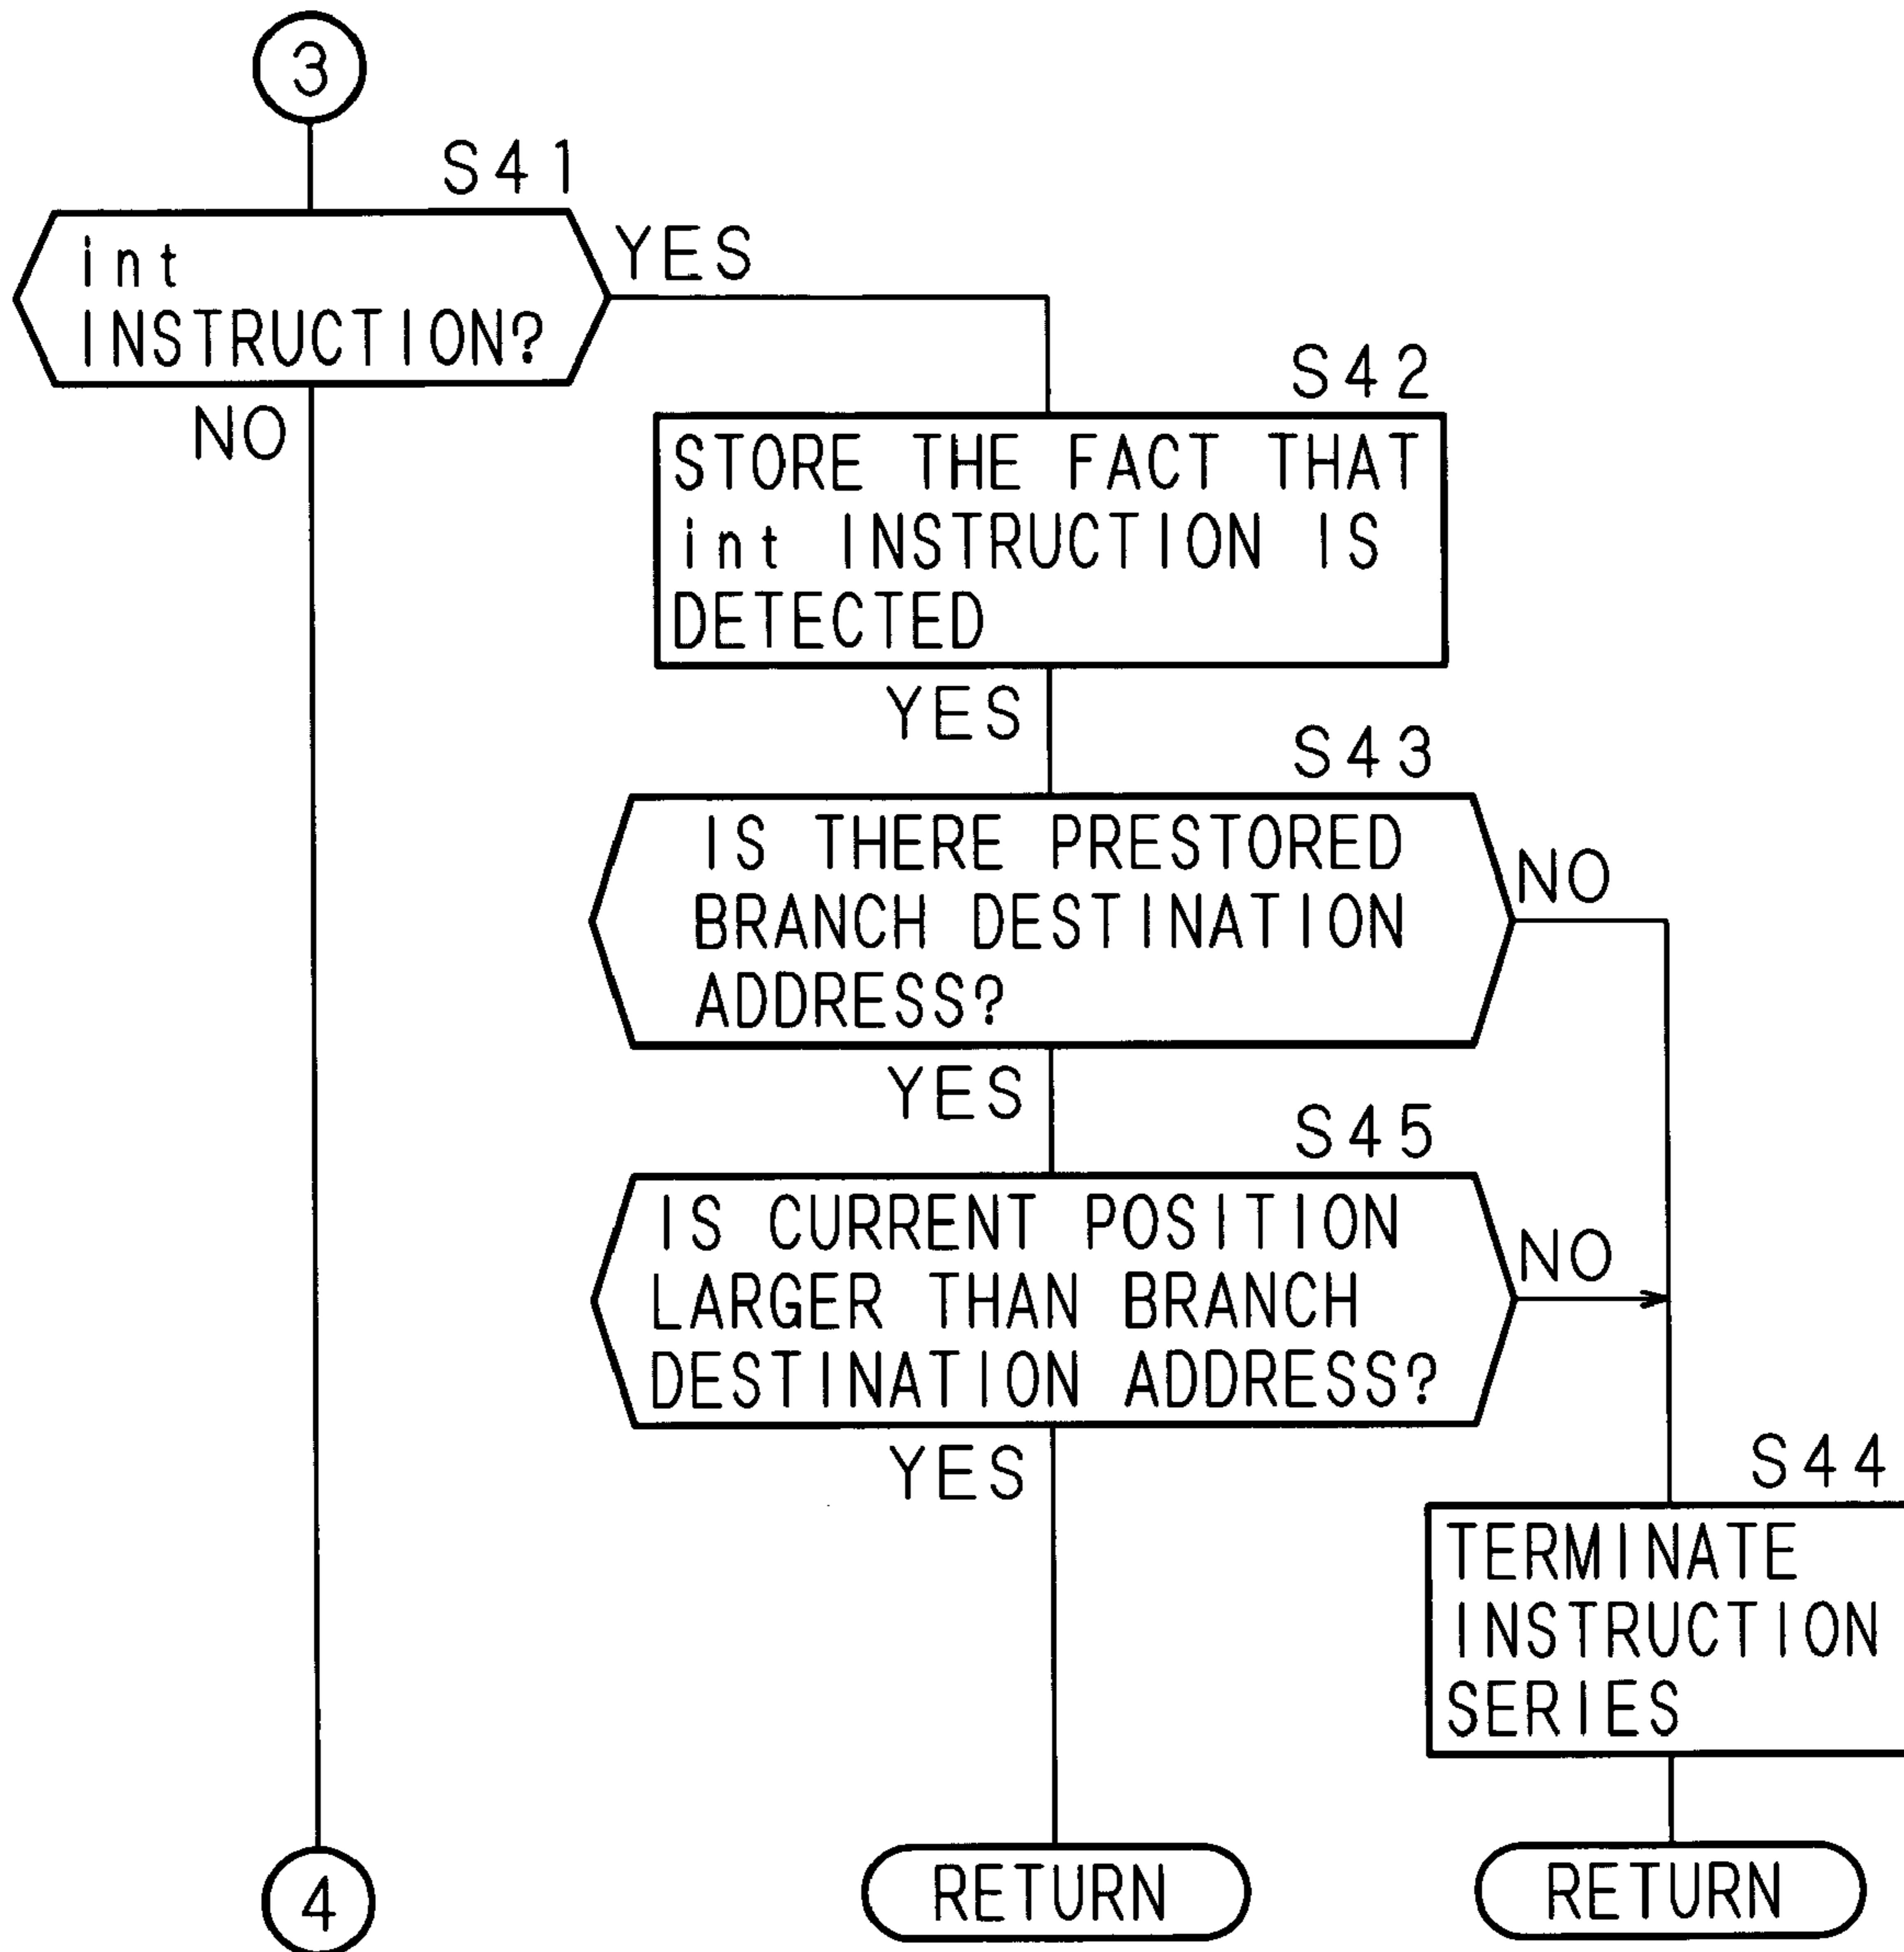 3
S41
int
INSTRUCTION?
YES
NO
S42
STORE THE FACT THAT
int INSTRUCTION IS
DETECTED
YES
S43
IS THERE PRESTORED
BRANCH DESTINATION
ADDRESS?
NO
YES
S45
IS CURRENT POSITION
LARGER THAN BRANCH
DESTINATION ADDRESS?
NO
YES
S44
TERMINATE
INSTRUCTION
SERIES
4
RETURN
RETURN